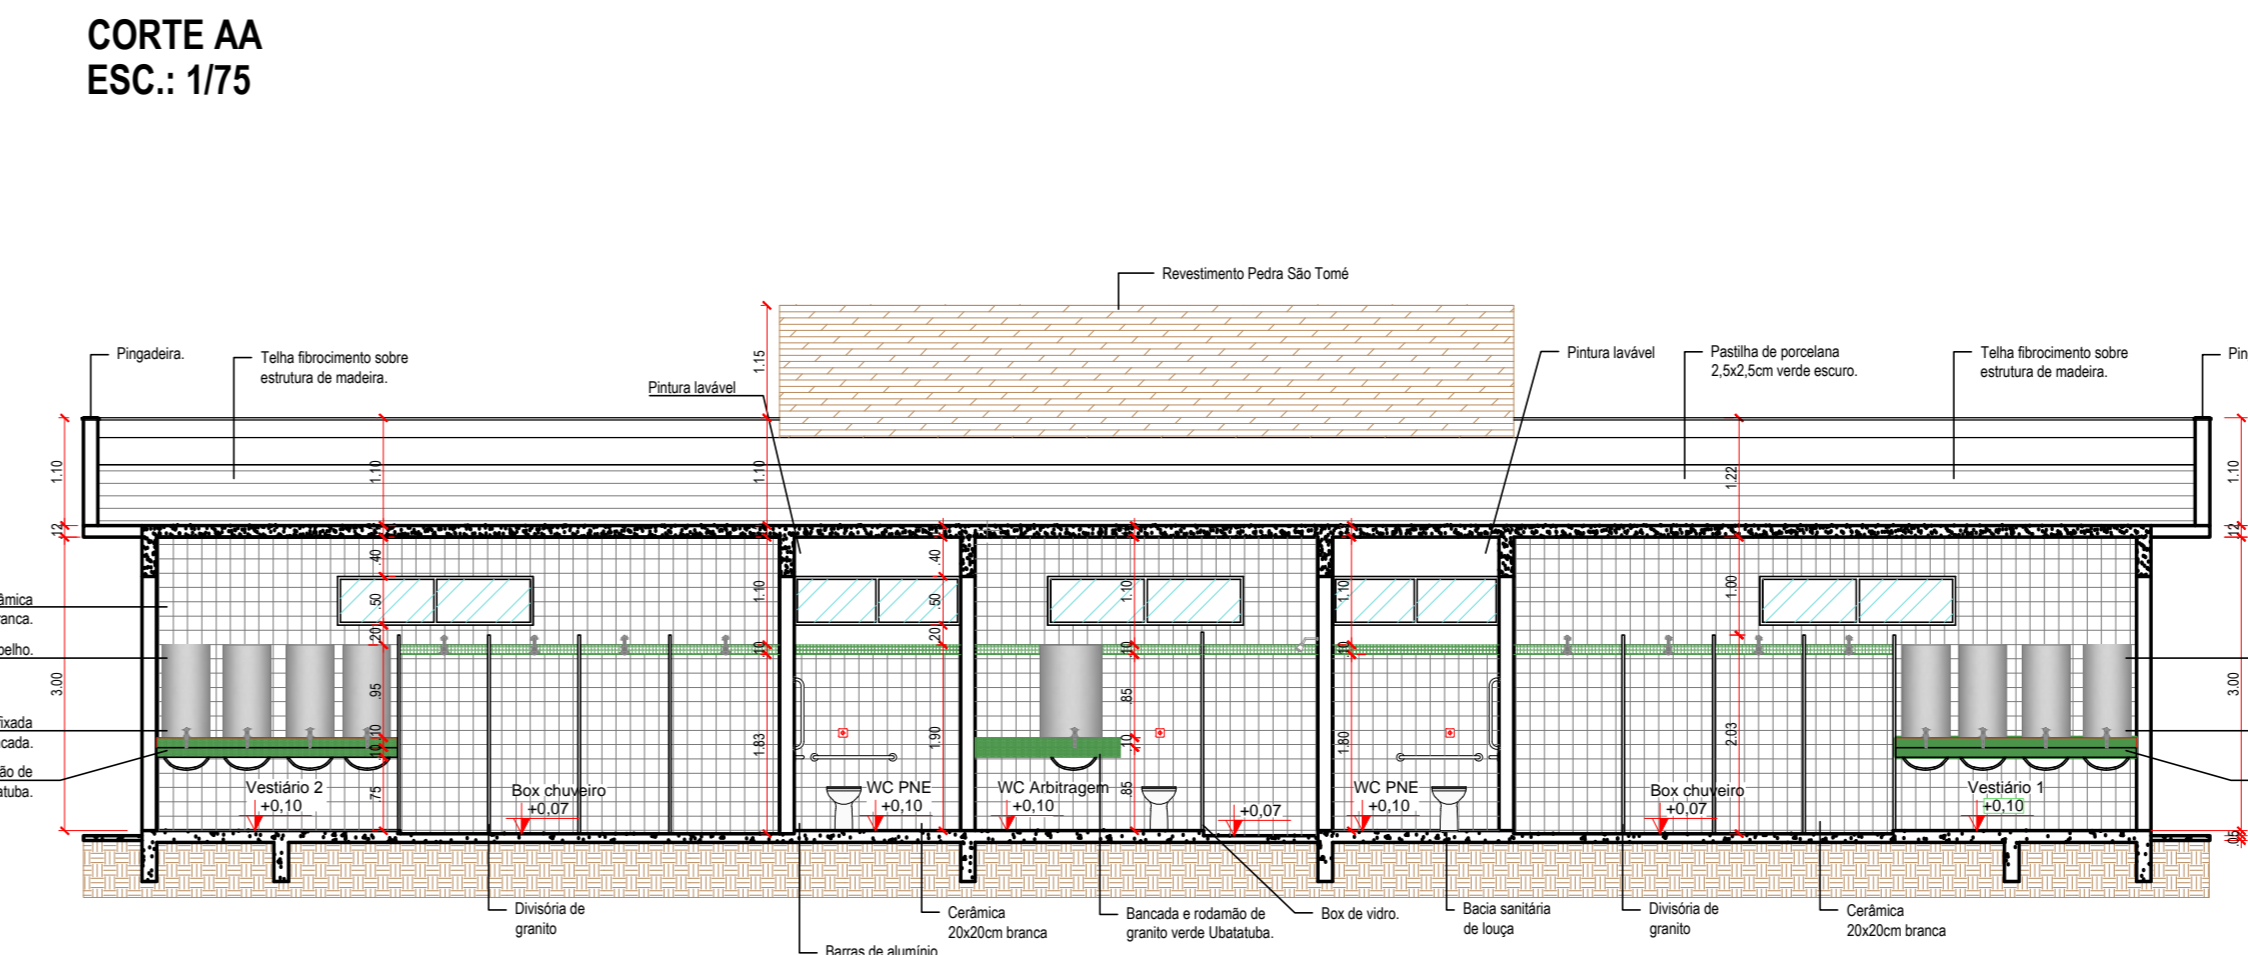 CORTE AA
ESC.: 1/75
Revestimento Pedra São Tomé
Pingadeira.
Telha fibrocimento sobre
estrutura de madeira.
Pintura lavável
1.15
Pintura lavável
Pastilha de porcelana
2,5x2,5cm verde escuro.
Telha fibrocimento sobre
estrutura de madeira.
Pin
1.10
1.10
1.10
1.22
1.10
.12
.12
.40
.40
.50
1.10
.50
1.10
1.10
1.00
.20
.20
.10
.10
.10
âmica
ranca.
pelho.
3.00
3.00
.95
.85
ixada
cada.
ão de
atuba.
.10
.10
.10
1.83
1.90
1.80
2.03
.75
.85
Vestiário 2
+0,10
Box chuveiro
+0,07
WC PNE
+0,10
WC Arbitragem
+0,10
+0,07
WC PNE
+0,10
Box chuveiro
+0,07
Vestiário 1
+0,10
.05
Divisória de
granito
Barras de alumínio
Cerâmica
20x20cm branca
Bancada e rodamão de
granito verde Ubatatuba.
Box de vidro.
Bacia sanitária
de louça
Divisória de
granito
Cerâmica
20x20cm branca